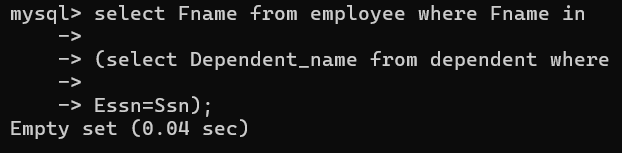 mysql> select Fname from employee where Fname in
->
-> (select Dependent_name from dependent where
->
-> Essn=Ssn);
Empty set (0.04 sec)